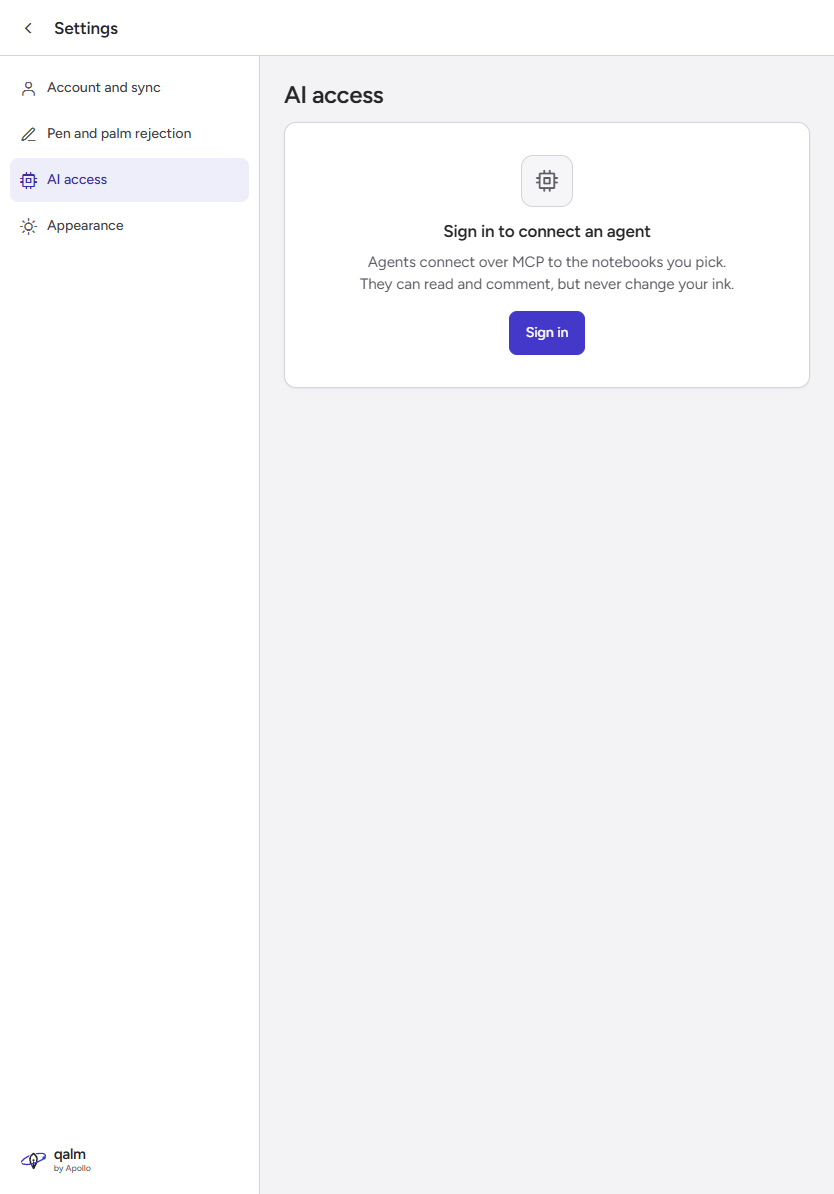 Settings
Account and sync
Pen and palm rejection
AI access
Appearance
AI access
Sign in to connect an agent
Agents connect over MCP to the notebooks you pick.
They can read and comment, but never change your ink.
Sign in
qalm
by Apollo